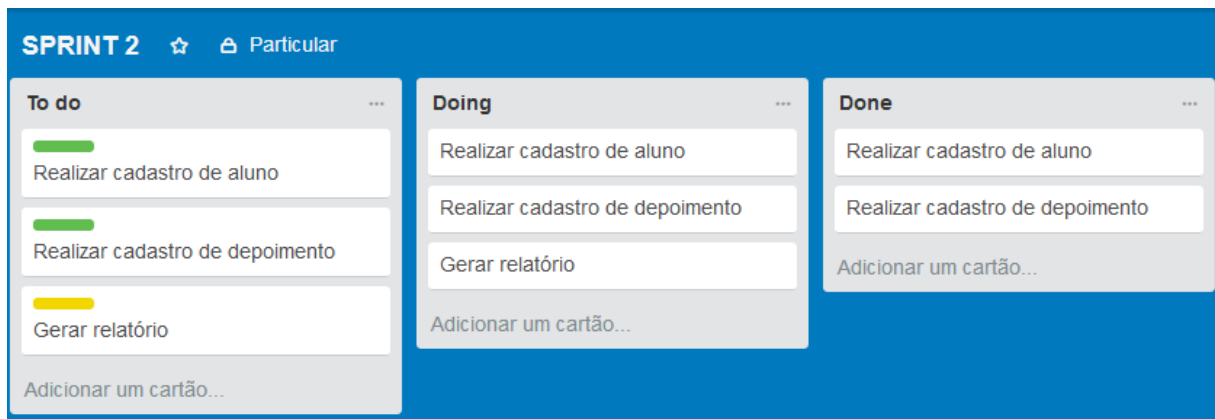 SPRINT 2 Particular
To do
Realizar cadastro de aluno
Realizar cadastro de depoimento
Gerar relatório
Adicionar um cartão...
Doing
Realizar cadastro de aluno
Realizar cadastro de depoimento
Gerar relatório
Adicionar um cartão...
Done
Realizar cadastro de aluno
Realizar cadastro de depoimento
Adicionar um cartão...